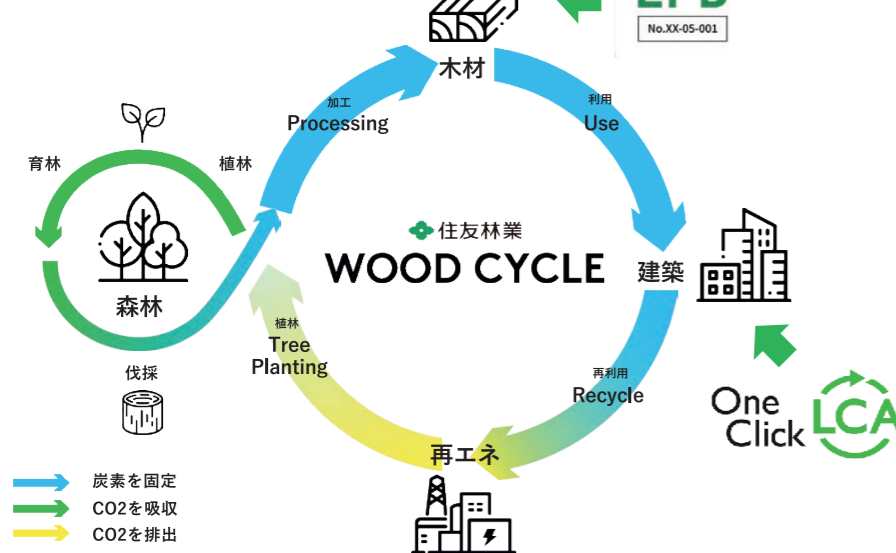 EPD
No.XX-05-001
木材
加工
Processing
利用
Use
育林
植林
住友林業
WOOD CYCLE
森林
建築
植林
Tree
Planting
伐採
再利用
Recycle
One
Click
LCA
再エネ
炭素を固定
CO2を吸収
CO2を排出